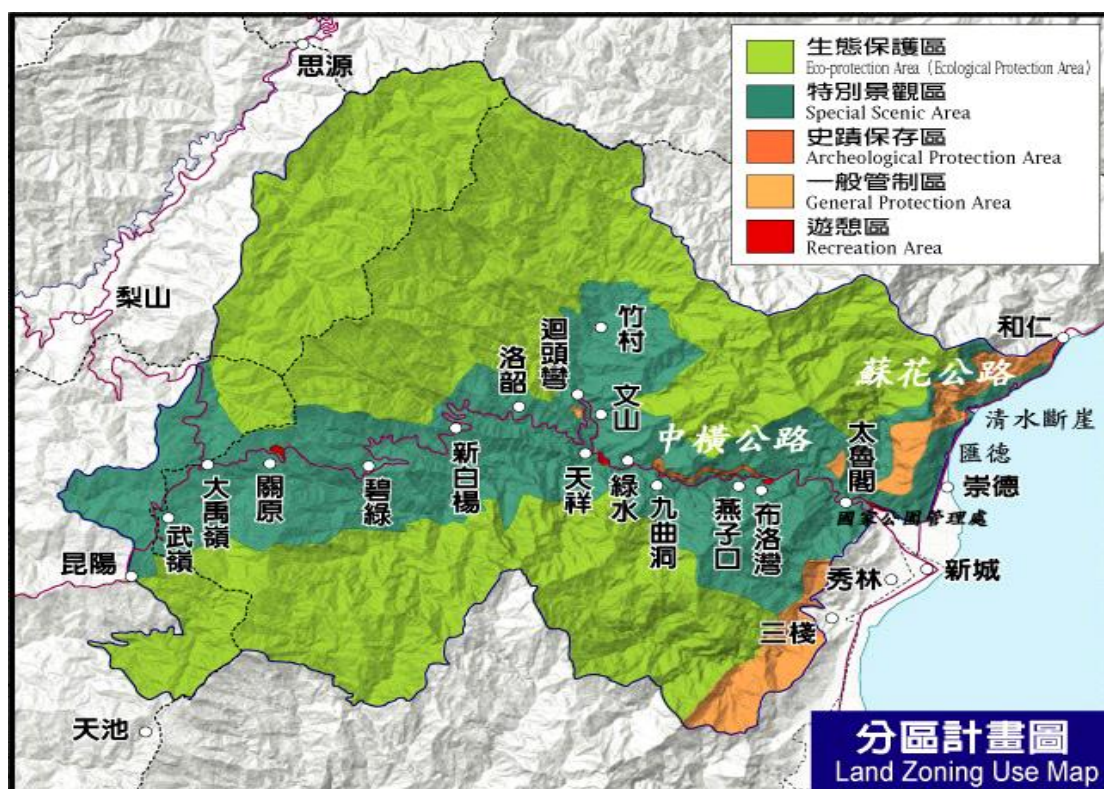 生態保護區
Eco-protection Area (Ecological Protection Area)
特別景觀區
Special Scenic Area
史蹟保存區
Archeological Protection Area
一般管制區
General Protection Area
遊憩區
Recreation Area
思源
梨山
竹村
迴頭彎
洛韶
文山
和仁
蘇花公路
清水斷崖
中橫公路
匯德
太魯閣
崇德
新白楊
天祥
綠水
九曲洞
燕子口
布洛灣
國家公園管理處
大禹嶺
關原
碧綠
武嶺
昆陽
新城
秀林
三棧
天池
分區計畫圖
Land Zoning Use Map